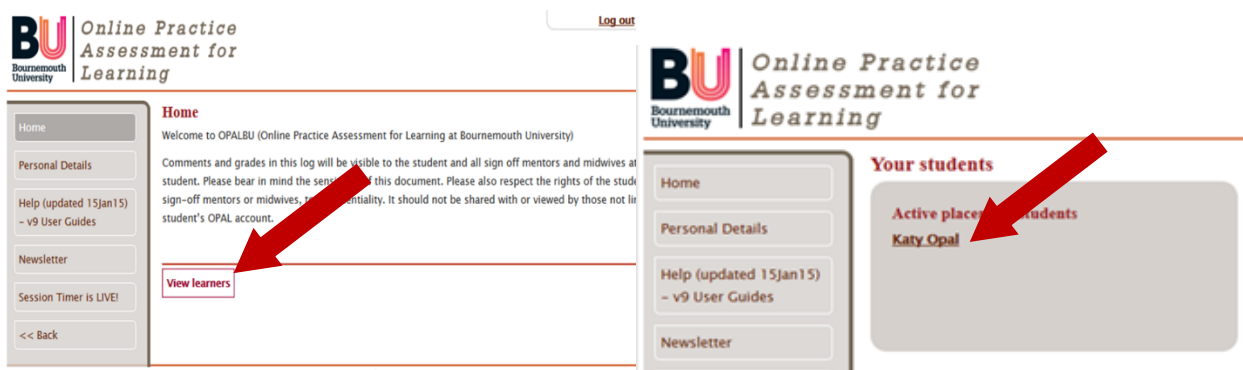 Log out
BU
Bournemouth
University
Online Practice
Assessment for
Learning
Home
Personal Details
Help (updated 15Jan15)
– v9 User Guides
Newsletter
Session Timer is LIVE!
<< Back
Home
Welcome to OPALBU (Online Practice Assessment for Learning at Bournemouth University)
Comments and grades in this log will be visible to the student and all sign off mentors and midwives
student. Please bear in mind the of this document. Please also respect the rights of the
sign-off mentors or midwives, It should not be shared with or viewed by those not
student's OPAL account.
View learners
BU
Bournemouth
University
Online Practice
Assessment for
Learning
Home
Personal Details
Help (updated 15Jan15)
– v9 User Guides
Newsletter
Your students
Active students
Katy Opal